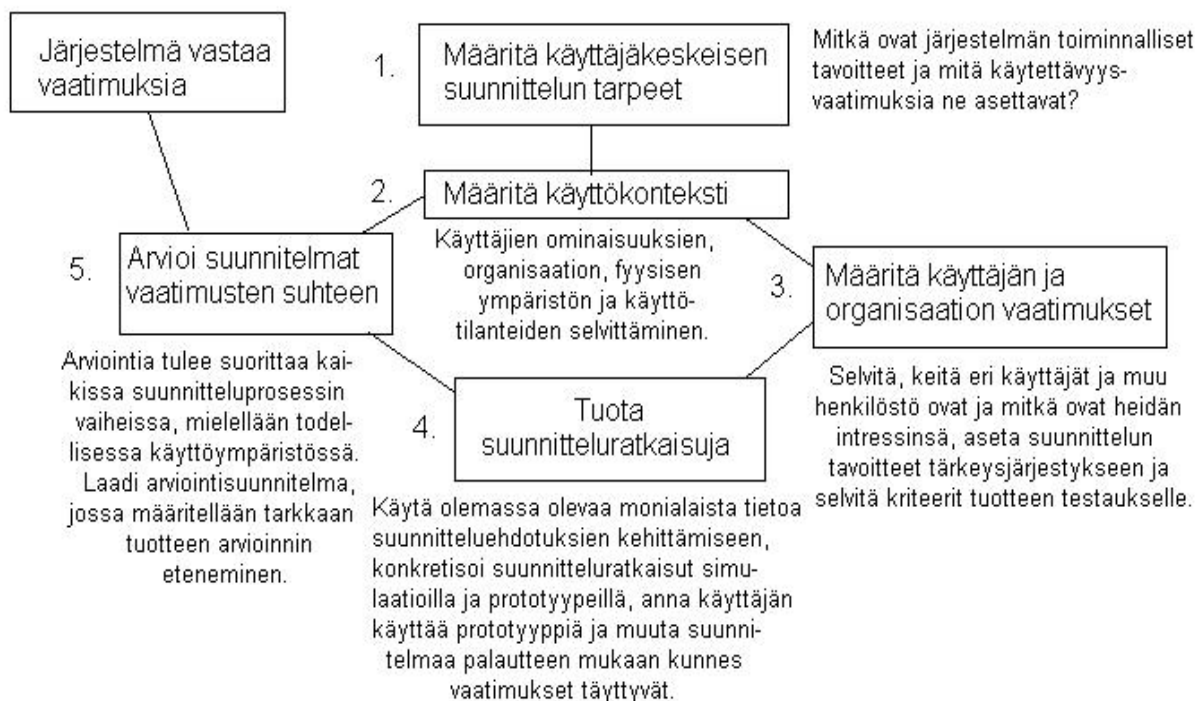 Järjestelmä vastaa
vaatimuksia
1.
Määritä käyttäjäkeskeisen
suunnittelun tarpeet
Mitkä ovat järjestelmän toiminnalliset
tavoitteet ja mitä käytettävyys-
vaatimuksia ne asettavat?
2.
Määritä käyttökonteksti
Käyttäjien ominaisuuksien,
organisaation, fyysisen
ympäristön ja käyttö-
tilanteiden selvittäminen.
3.
Määritä käyttäjän ja
organisaation vaatimukset
Selvitä, keitä eri käyttäjät ja muu
henkilöstö ovat ja mitkä ovat heidän
intressinsä, aseta suunnittelun
tavoitteet tärkeysjärjestykseen ja
selvitä kriteerit tuotteen testaukselle.
4.
Tuota
suunnitteluratkaisuja
Käytä olemassa olevaa monialaista tietoa
suunnitteluehdotuksien kehittämiseen,
konkretisoi suunnitteluratkaisut simu-
laatioilla ja prototyypeillä, anna käyttäjän
käyttää prototyyppiä ja muuta suunni-
telmaa palautteen mukaan kunnes
vaatimukset täyttyvät.
5.
Arvioi suunnitelmat
vaatimusten suhteen
Arviointia tulee suorittaa kai-
kissa suunnitteluprosessin
vaiheissa, mielellään todel-
lisessa käyttöympäristössä.
Laadi arviointisuunnitelma,
jossa määritellään tarkkaan
tuotteen arvioinnin
eteneminen.